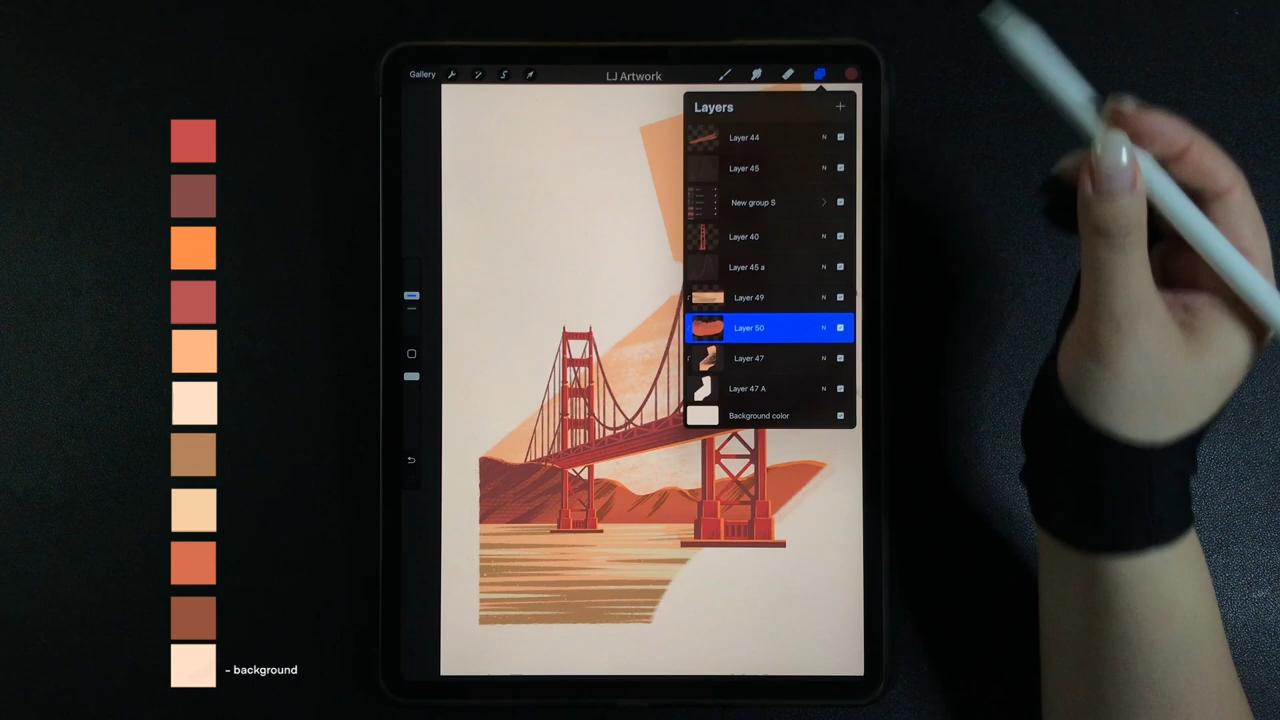 Gallery
LJ Artwork
Layers
Layer 44 N
Layer 45 N
New group S
Layer 40 N
Layer 45 a N
Layer 49 N
Layer 50 N
Layer 47 N
Layer 47 A N
Background color
- background